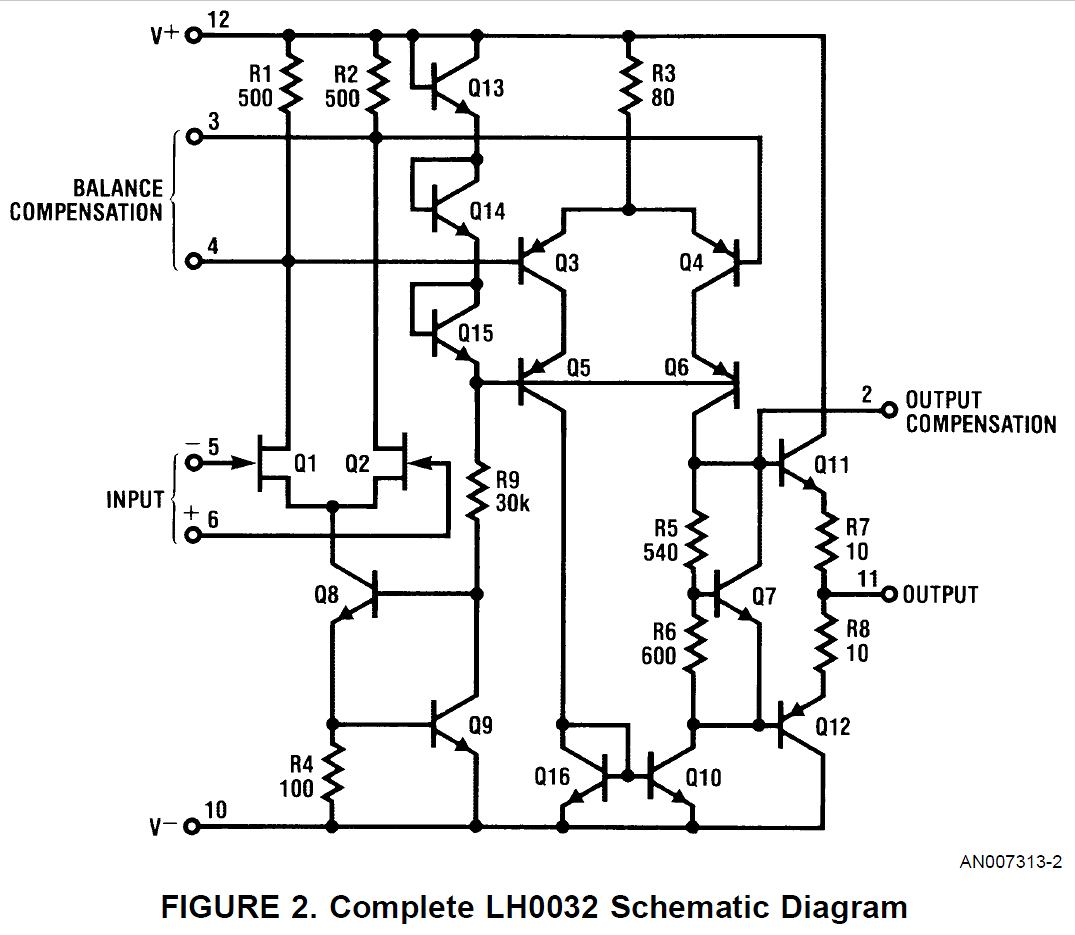 12
V+
R1
500
R2
500
Q13
R3
80
3
BALANCE
COMPENSATION
Q14
4
Q3
Q4
Q15
Q5
Q6
2
OUTPUT
COMPENSATION
− 5
Q1
Q2
Q11
INPUT
R9
30k
+ 6
R5
540
R7
10
11
OUTPUT
Q8
Q7
R6
600
R8
10
Q9
Q12
R4
100
Q16
Q10
10
V−
AN007313-2
FIGURE 2. Complete LH0032 Schematic Diagram